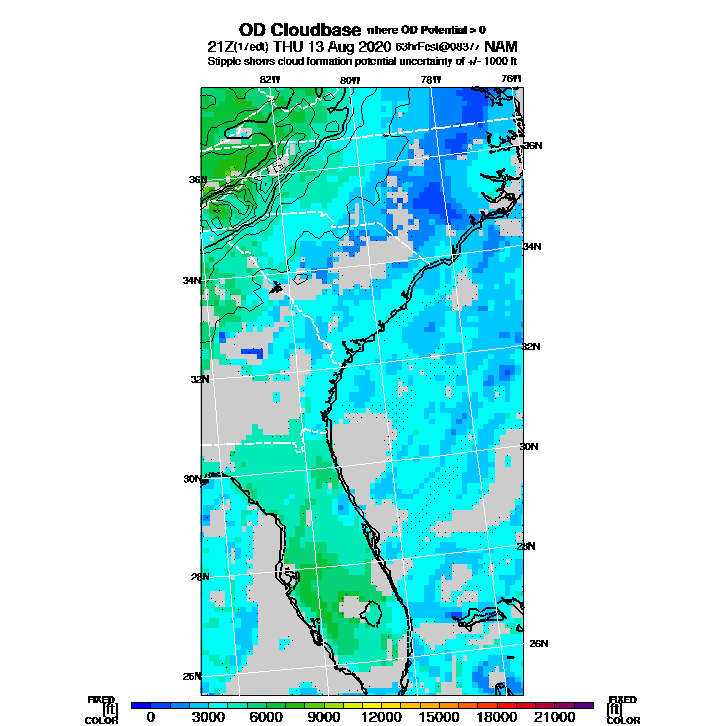 OD Cloudbase where OD Potential > 0
21Z(17edt) THU 13 Aug 2020 NAM
Stipple shows cloud formation potential uncertainty of +/- 1000 ft
82W 80W 78W 76W
36N
36N
34N
34N
32N
32N
30N
30N
28N
28N
26N
26N
FIXED FIXED
[ft] [ft]
COLOR 0 3000 6000 9000 12000 15000 18000 21000 COLOR